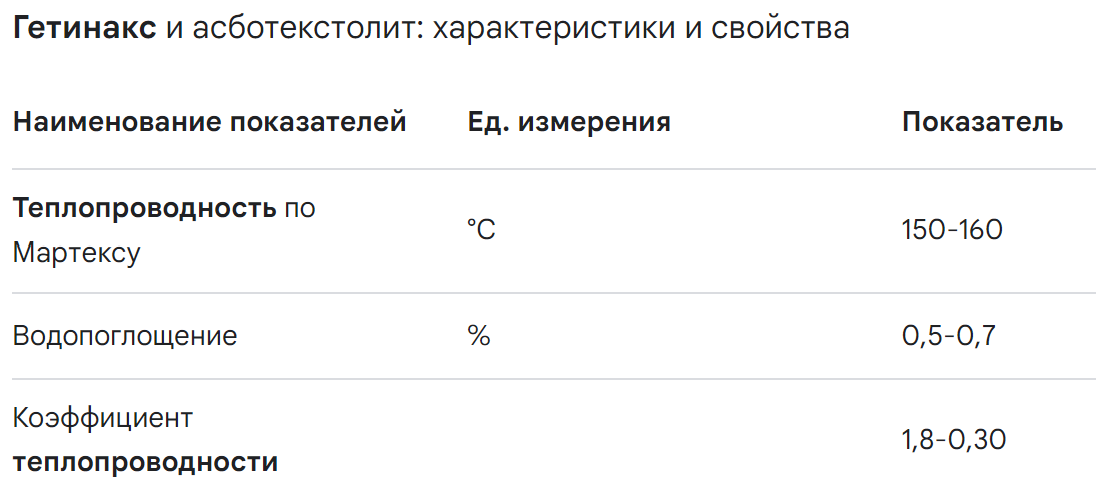 Гетинакс и асботекстолит: характеристики и свойства
Наименование показателей Ед. измерения Показатель
Теплопроводность по
Мартексу
°С 150-160
Водопоглощение % 0,5-0,7
Коэффициент
теплопроводности
1,8-0,30